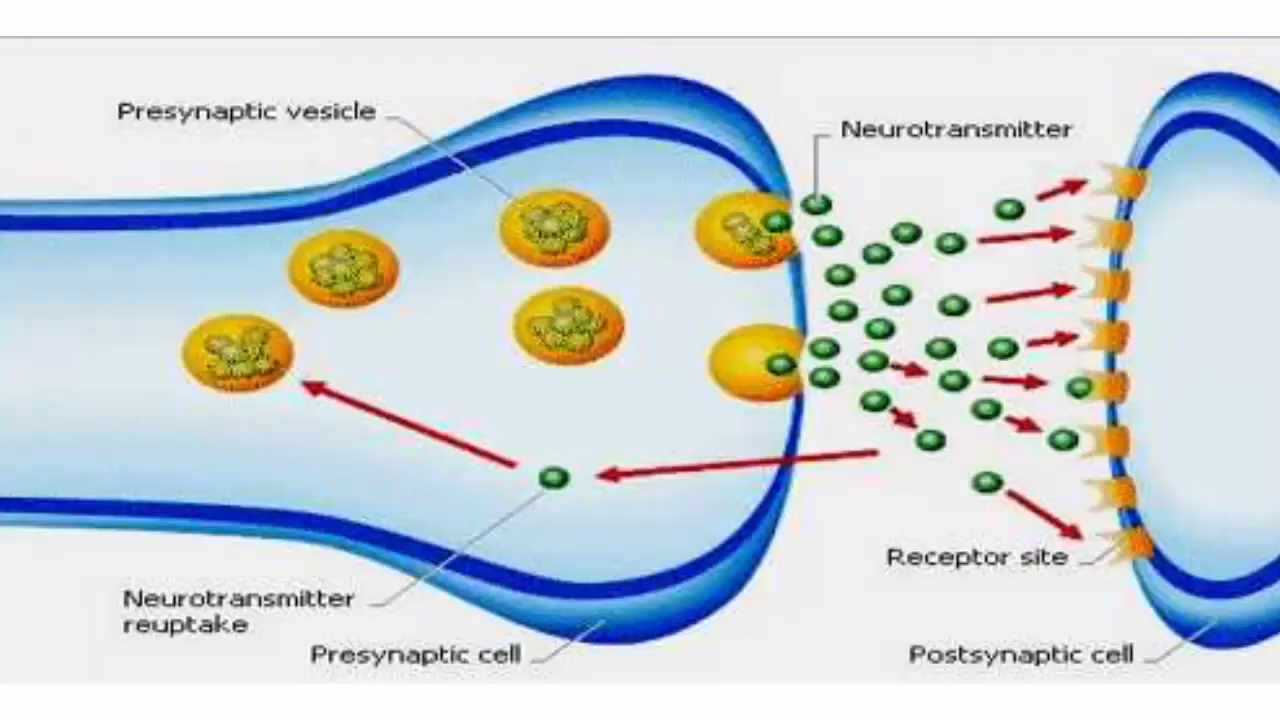 Presynaptic vesicle
Neurotransmitter
Receptor site
Neurotransmitter
reuptake
Presynaptic cell
Postsynaptic cell